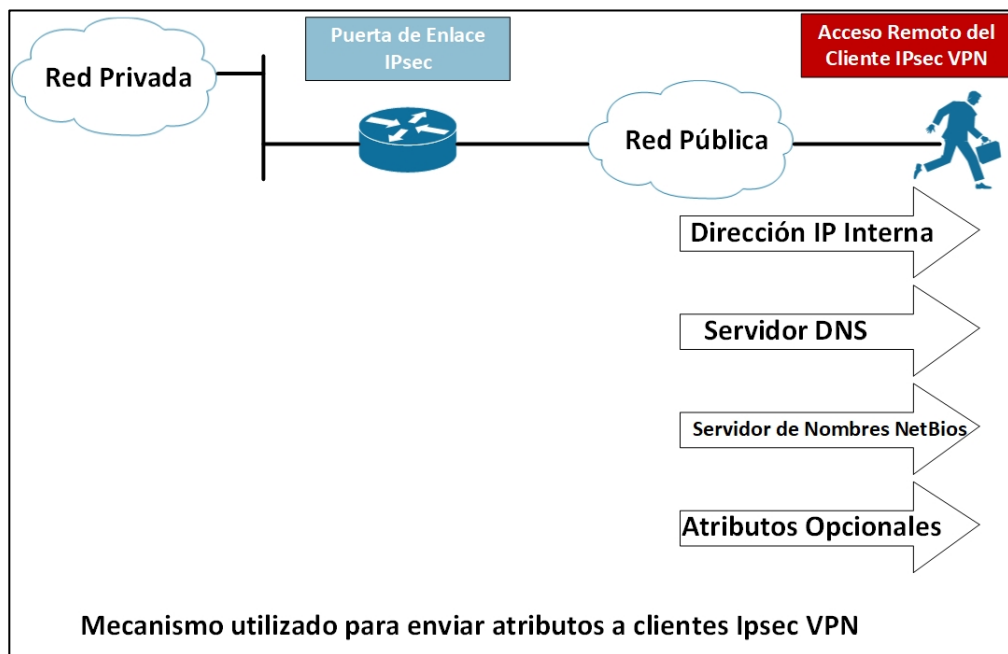 Red Privada
Puerta de Enlace
IPsec
Acceso Remoto del
Cliente IPsec VPN
Red Pública
Dirección IP Interna
Servidor DNS
Servidor de Nombres NetBios
Atributos Opcionales
Mecanismo utilizado para enviar atributos a clientes Ipsec VPN